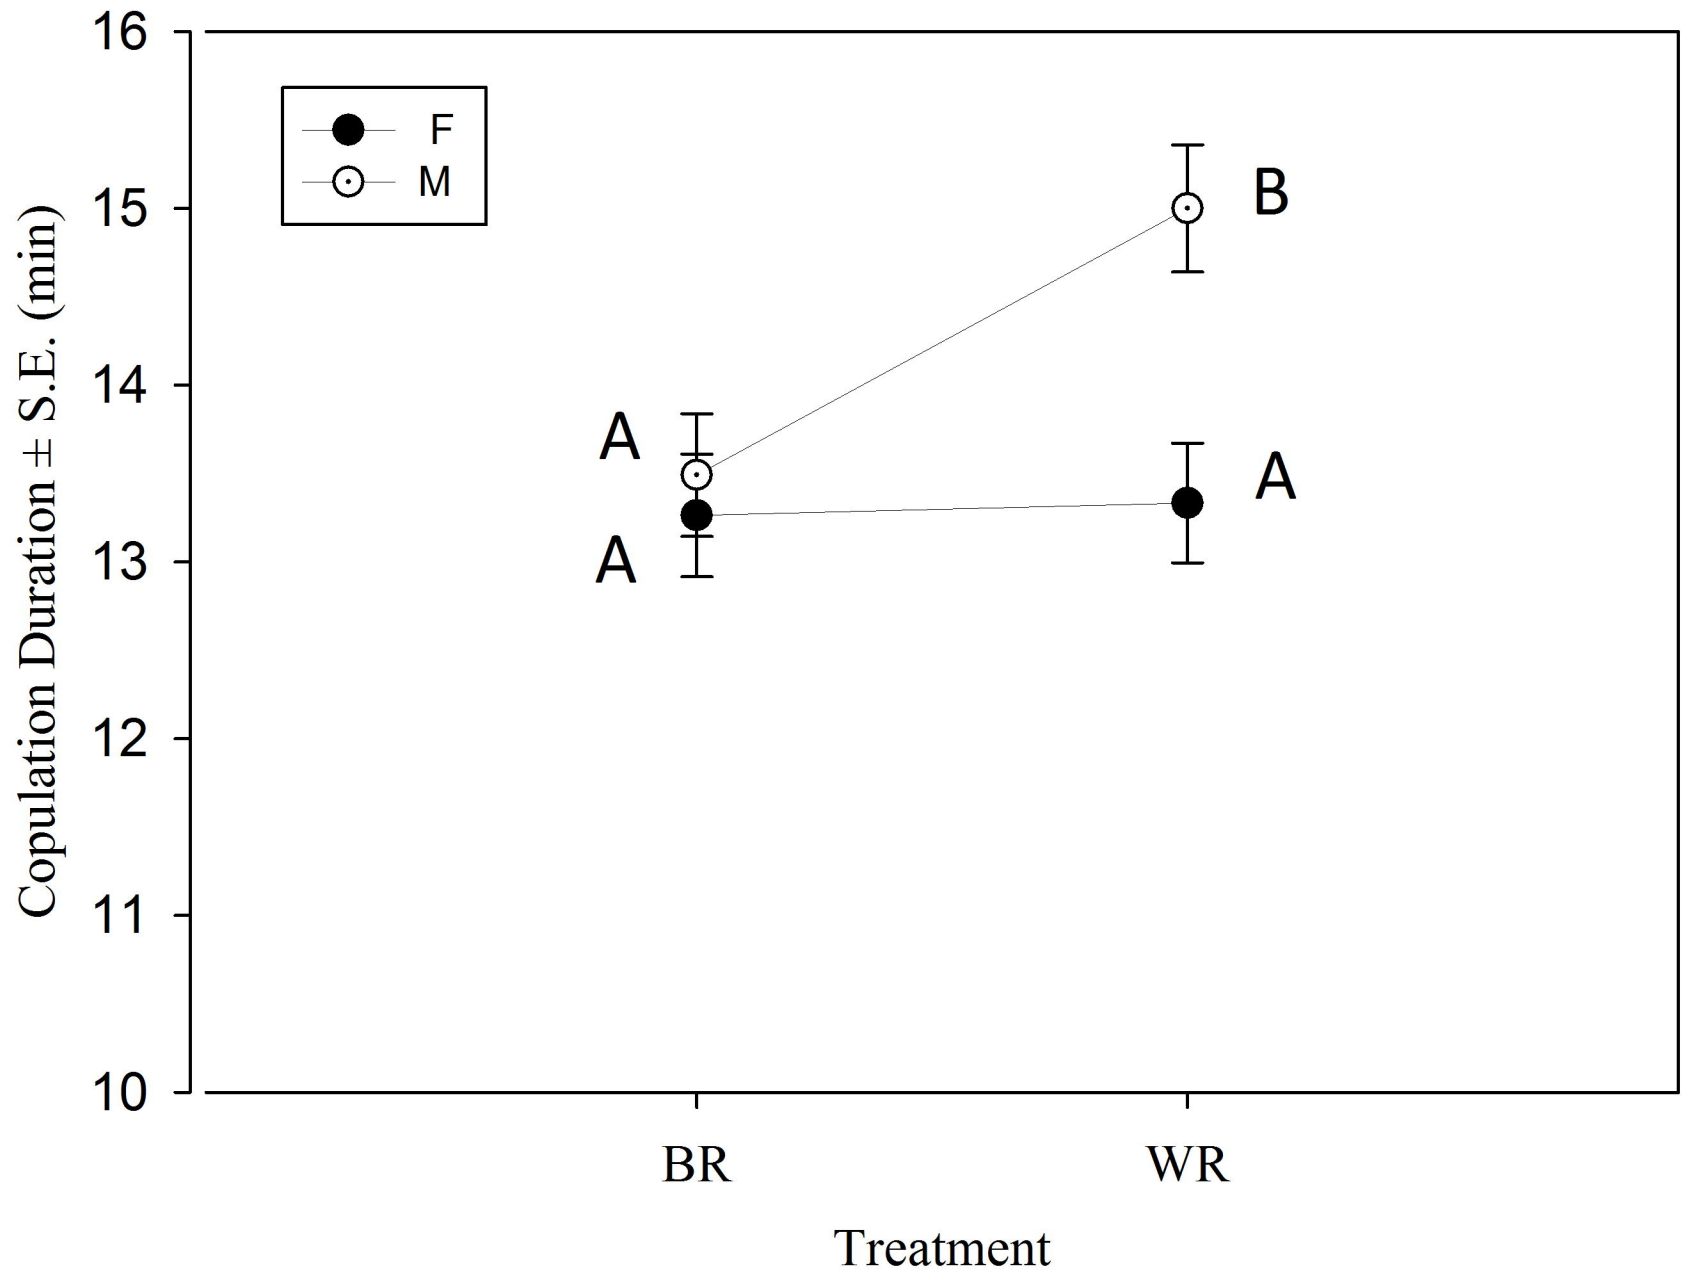 16
15
14
13
12
11
10
Copulation Duration ± S.E. (min)
F
M
A
A
B
A
BR
WR
Treatment